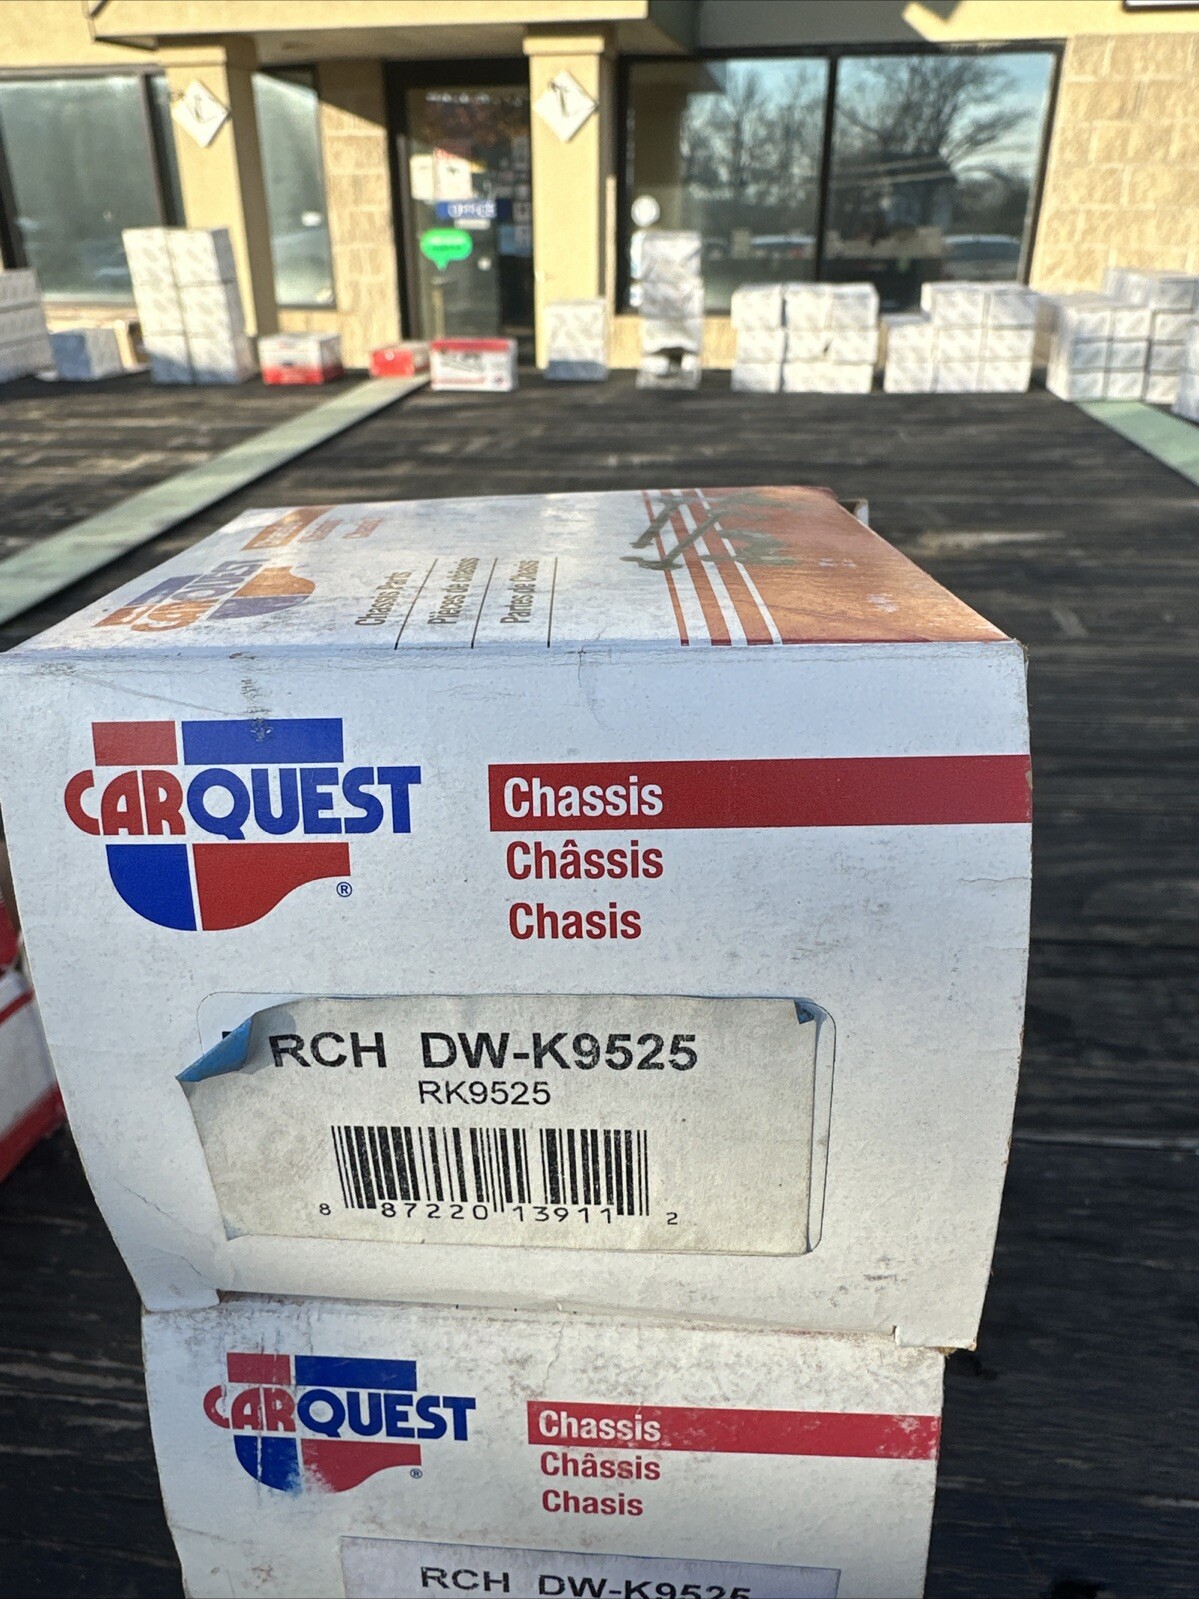 CARQUEST
Chassis Parts
Pièces de châssis
Partes de Chasis
CARQUEST®
Chassis
Châssis
Chasis
RCH DW-K9525
RK9525
8 87220 13911 2
CARQUEST®
Chassis
Châssis
Chasis
RCH DW-K9525